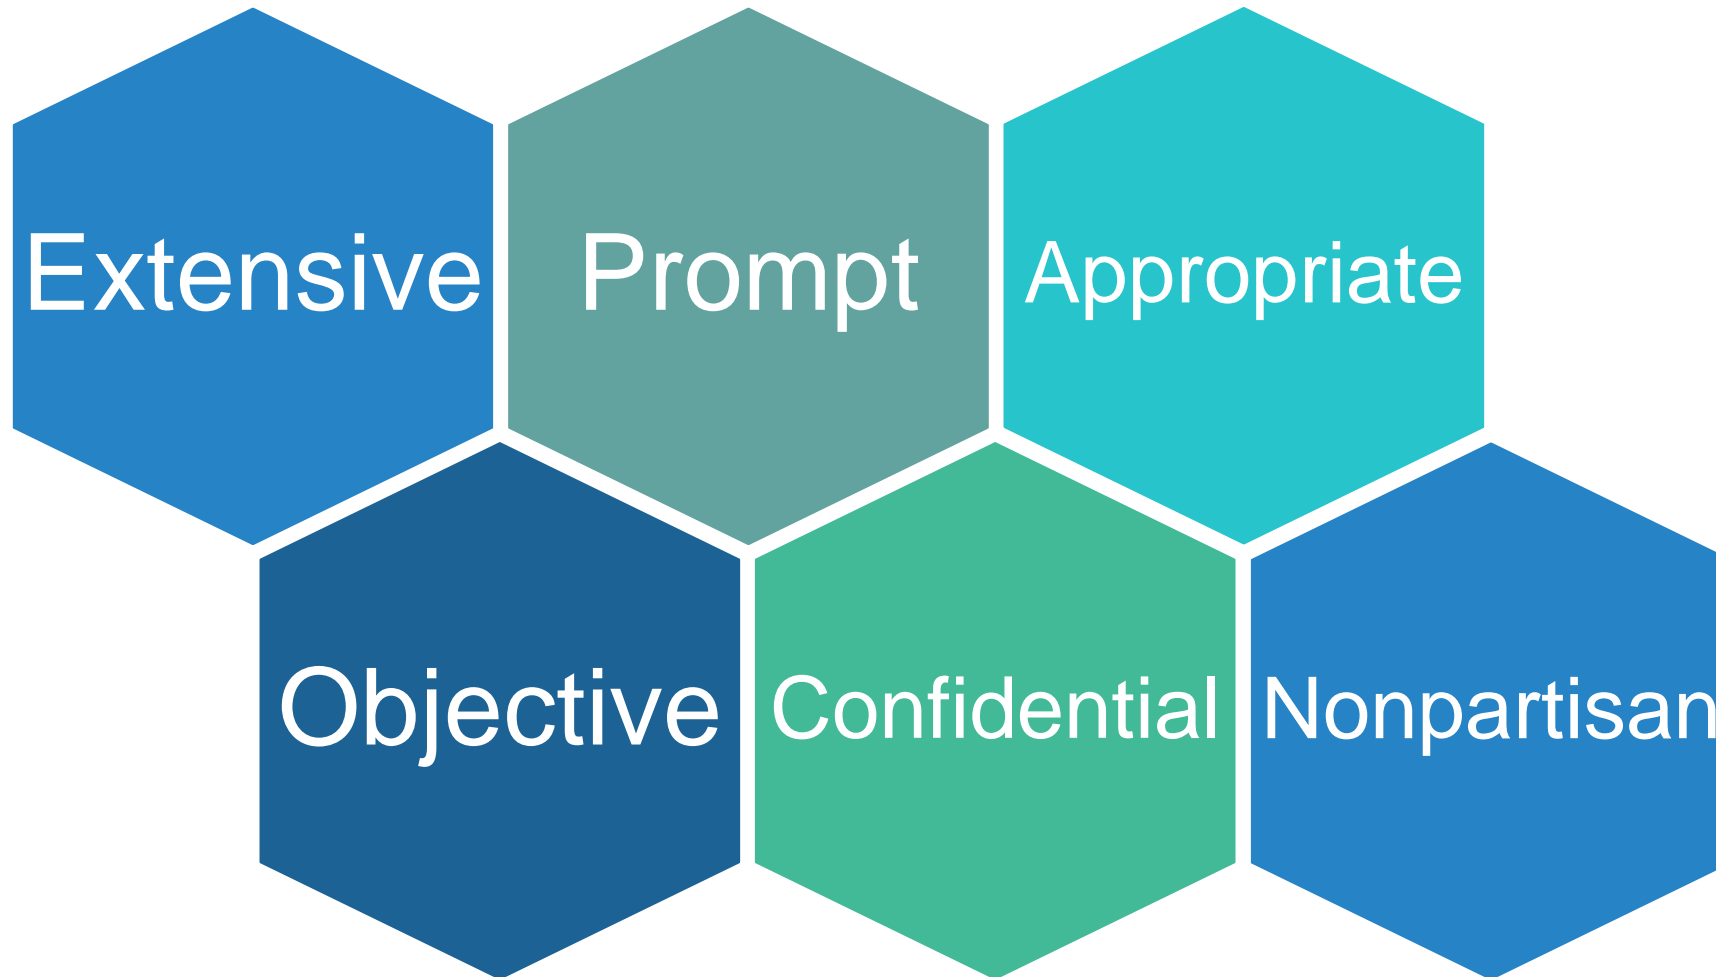 Extensive
Prompt
Appropriate
Objective
Confidential
Nonpartisan